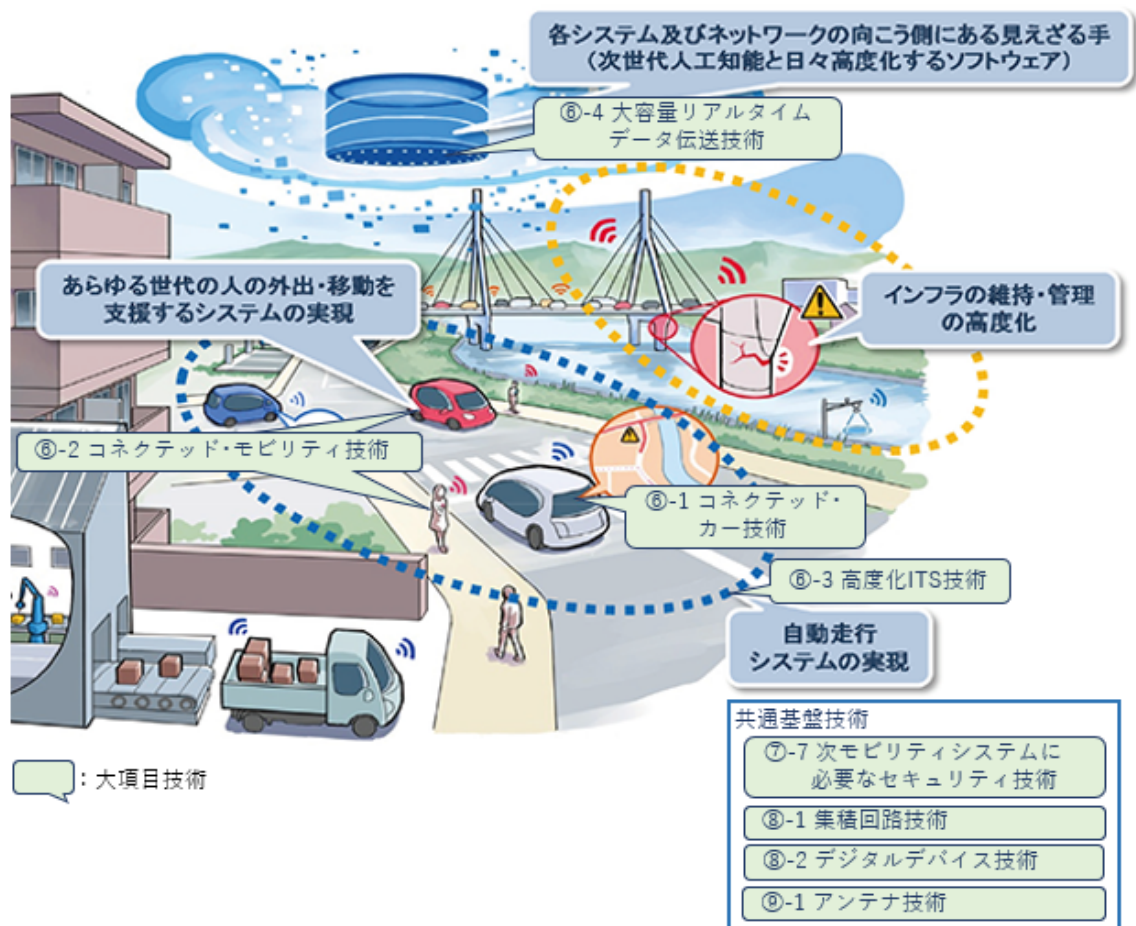 各システム及びネットワークの向こう側にある見えざる手
（次世代人工知能と日々高度化するソフトウェア）
⑥-4 大容量リアルタイム
データ伝送技術
あらゆる世代の人の外出・移動を
支援するシステムの実現
インフラの維持・管理
の高度化
⑥-2 コネクテッド・モビリティ技術
⑥-1 コネクテッド・
カー技術
⑥-3 高度化ITS技術
自動走行
システムの実現
共通基盤技術
⑦-7 次モビリティシステムに
必要なセキュリティ技術
⑧-1 集積回路技術
⑧-2 デジタルデバイス技術
⑨-1 アンテナ技術
：大項目技術